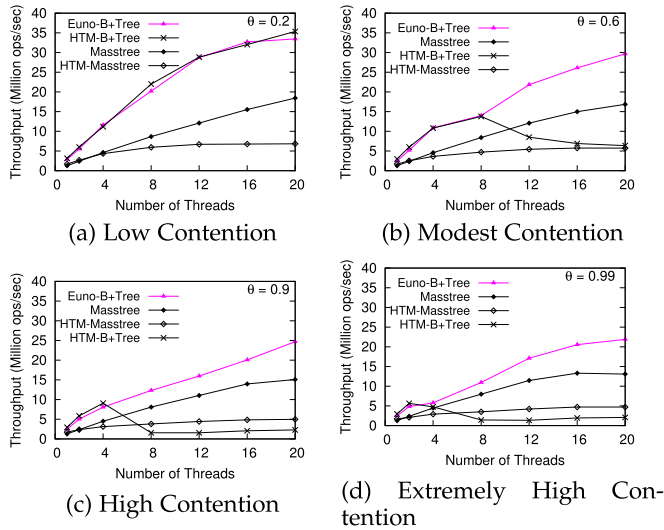 Throughput (Million ops/sec)
40
35
30
25
20
15
10
5
0
Euno-B+Tree
HTM-B+Tree
Masstree
HTM-Masstree
θ = 0.2
0 4 8 12 16 20
Number of Threads
(a) Low Contention
Throughput (Million ops/sec)
40
35
30
25
20
15
10
5
0
Euno-B+Tree
Masstree
HTM-B+Tree
HTM-Masstree
θ = 0.6
0 4 8 12 16 20
Number of Threads
(b) Modest Contention
Throughput (Million ops/sec)
40
35
30
25
20
15
10
5
0
Euno-B+Tree
Masstree
HTM-Masstree
HTM-B+Tree
θ = 0.9
0 4 8 12 16 20
Number of Threads
(c) High Contention
Throughput (Million ops/sec)
40
35
30
25
20
15
10
5
0
Euno-B+Tree
Masstree
HTM-Masstree
HTM-B+Tree
θ = 0.99
0 4 8 12 16 20
Number of Threads
(d) Extremely High Con-
tention